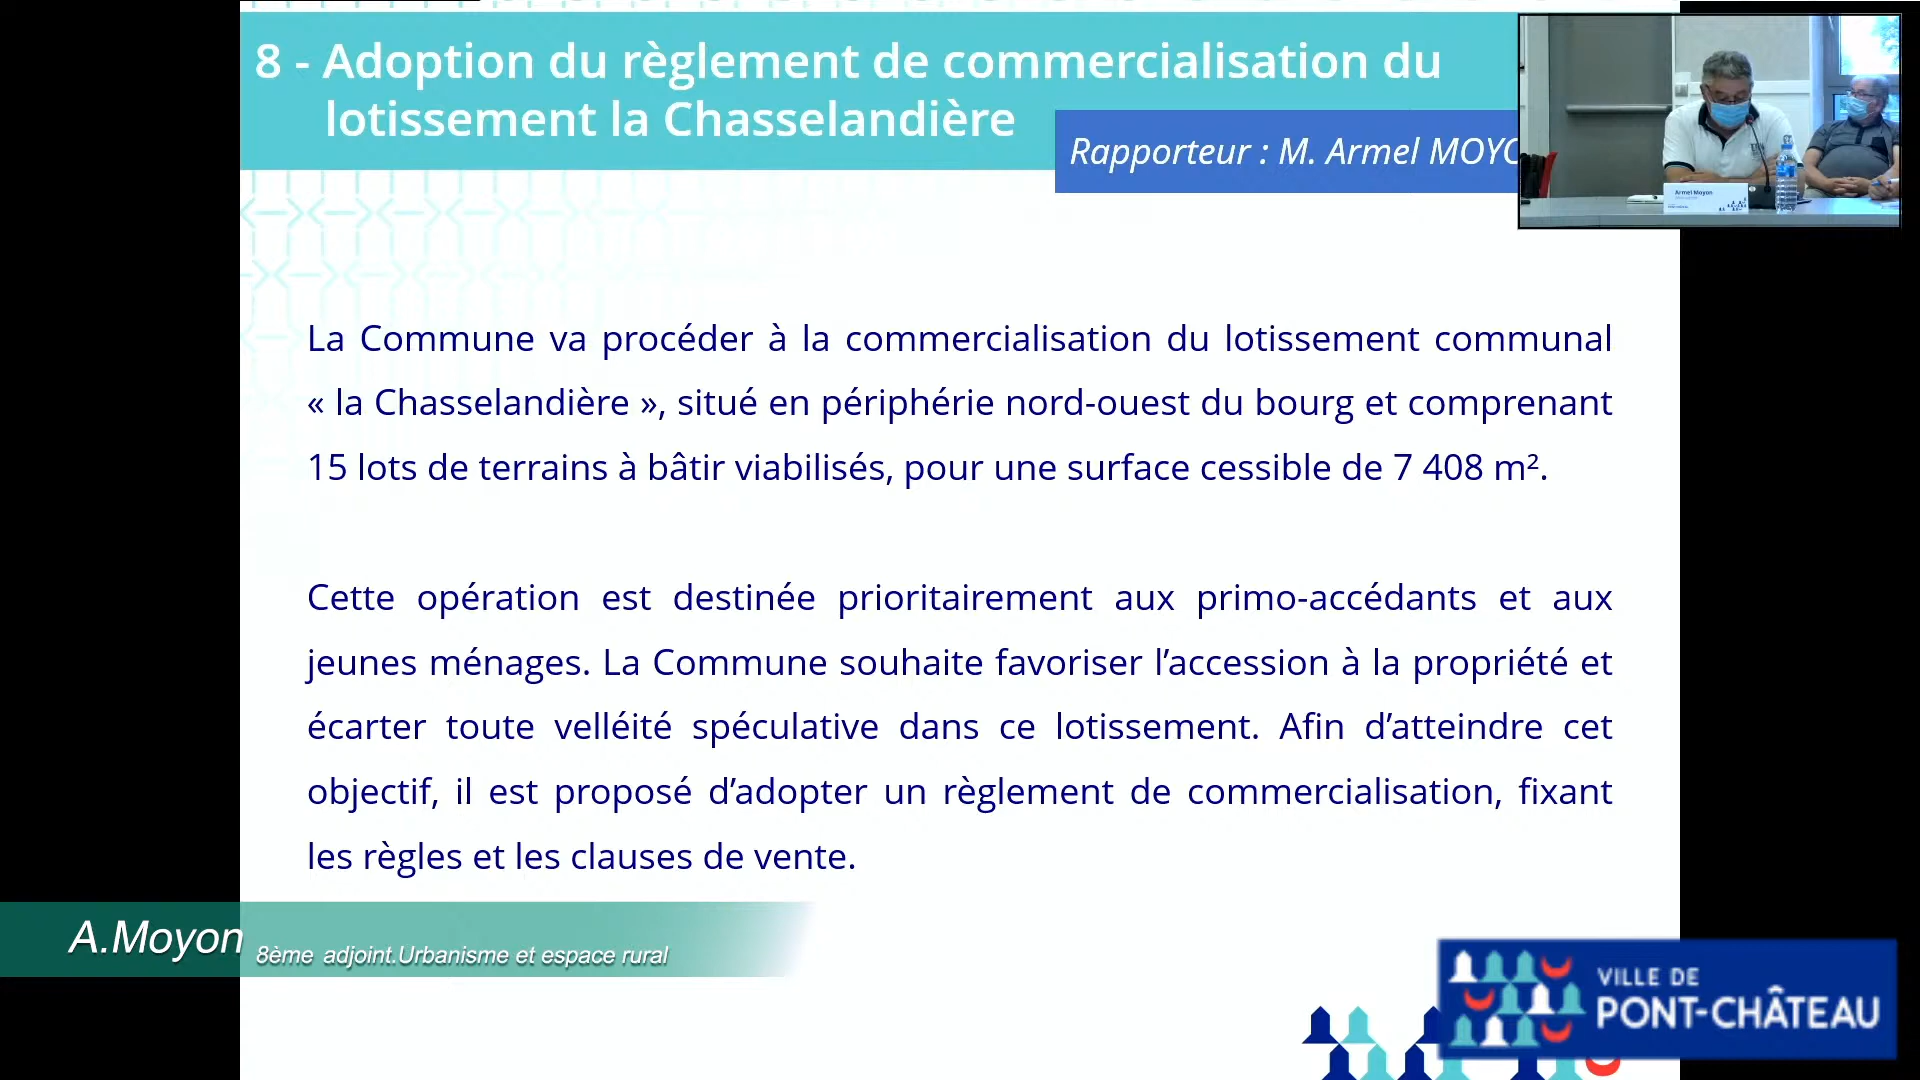 8 - Adoption du règlement de commercialisation du
lotissement la Chasselandière
Rapporteur : M. Armel MOYO
Armel Moyon
La Commune va procéder à la commercialisation du lotissement communal
« la Chasselandière », situé en périphérie nord-ouest du bourg et comprenant
15 lots de terrains à bâtir viabilisés, pour une surface cessible de 7 408 m².
Cette opération est destinée prioritairement aux primo-accédants et aux
jeunes ménages. La Commune souhaite favoriser l’accession à la propriété et
écarter toute velléité spéculative dans ce lotissement. Afin d’atteindre cet
objectif, il est proposé d’adopter un règlement de commercialisation, fixant
les règles et les clauses de vente.
A.Moyon 8ème adjoint.Urbanisme et espace rural
VILLE DE
PONT-CHÂTEAU